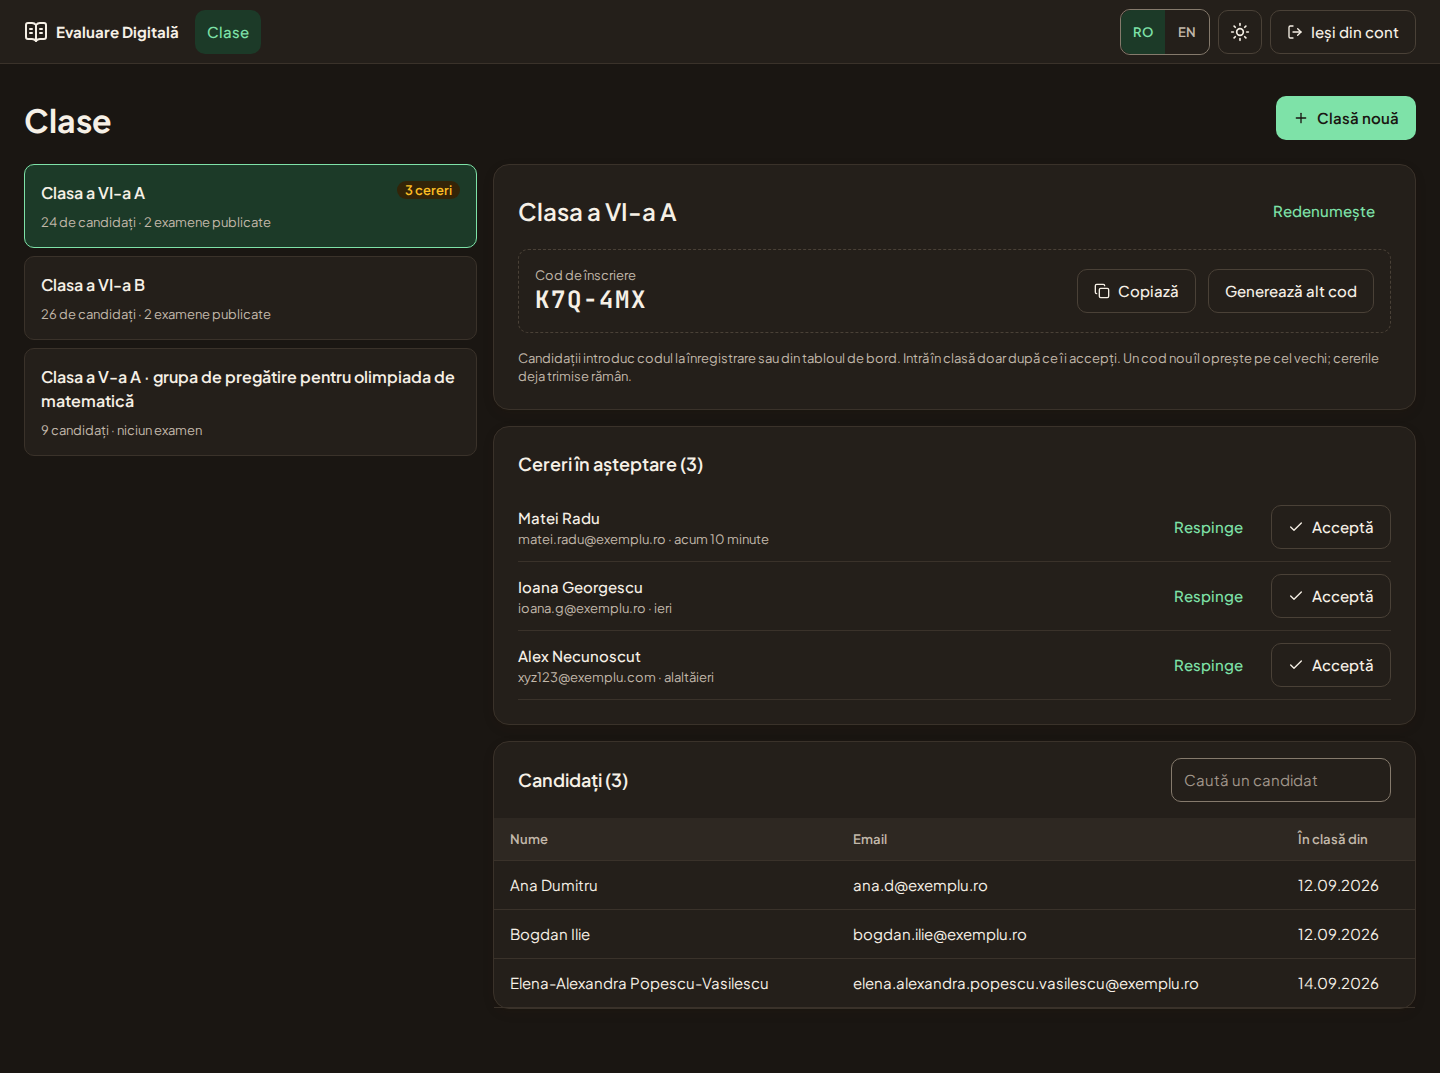 Evaluare Digitală
Clase
RO
EN
Ieși din cont
Clase
Clasă nouă
Clasa a VI-a A
3 cereri
24 de candidați · 2 examene publicate
Clasa a VI-a B
26 de candidați · 2 examene publicate
Clasa a V-a A · grupa de pregătire pentru olimpiada de
matematică
9 candidați · niciun examen
Clasa a VI-a A
Redenumește
Cod de înscriere
K7Q-4MX
Copiază
Generează alt cod
Candidații introduc codul la înregistrare sau din tabloul de bord. Intră în clasă doar după ce îi accepți. Un cod nou îl oprește pe cel vechi; cererile
deja trimise rămân.
Cereri în așteptare (3)
Matei Radu
matei.radu@exemplu.ro · acum 10 minute
Respinge
Acceptă
Ioana Georgescu
ioana.g@exemplu.ro · ieri
Respinge
Acceptă
Alex Necunoscut
xyz123@exemplu.com · alaltăieri
Respinge
Acceptă
Candidați (3)
Caută un candidat
Nume
Email
În clasă din
Ana Dumitru
ana.d@exemplu.ro
12.09.2026
Bogdan Ilie
bogdan.ilie@exemplu.ro
12.09.2026
Elena-Alexandra Popescu-Vasilescu
elena.alexandra.popescu.vasilescu@exemplu.ro
14.09.2026